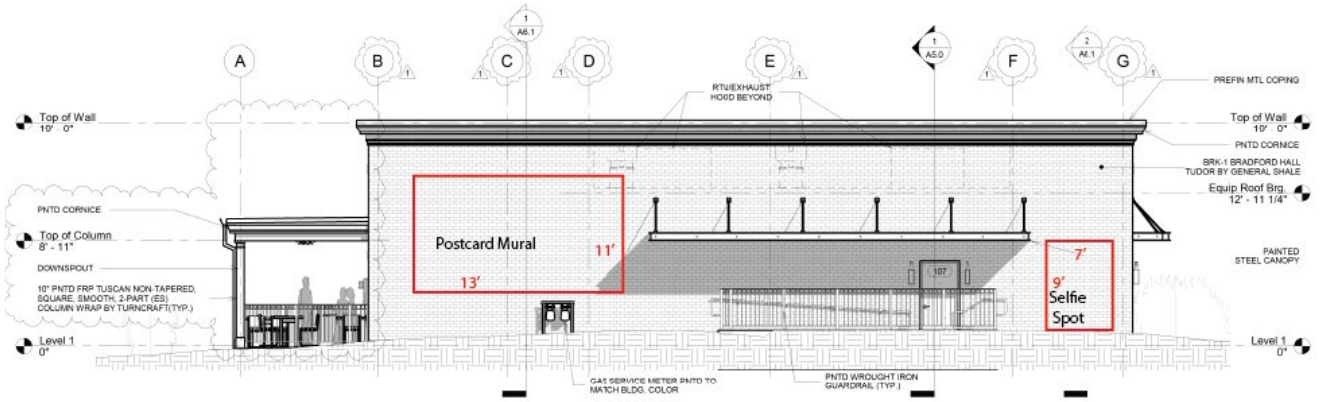 1
A6.1
1
A5.0
2
A4.1
A
B
C
D
E
F
G
1
1
1
1
1
RTU/EXHAUST
HOOD BEYOND
PREFIN MTL COPING
Top of Wall
19' - 0"
Top of Wall
19' - 0"
PNTD CORNICE
BRK-1 BRADFORD HALL
TUDOR BY GENERAL SHALE
Equip Roof Brg.
12' - 11 1/4"
PNTD CORNICE
Top of Column
8' - 11"
DOWNSPOUT
10" PNTD FRP TUSCAN NON-TAPERED,
SQUARE, SMOOTH, 2-PART (ES)
COLUMN WRAP BY TURNCRAFT(TYP.)
Postcard Mural
11'
13'
107
7'
9'
Selfie
Spot
PAINTED
STEEL CANOPY
Level 1
0"
Level 1
0"
GAS SERVICE METER PNTD TO
MATCH BLDG. COLOR
PNTD WROUGHT IRON
GUARDRAIL (TYP.)